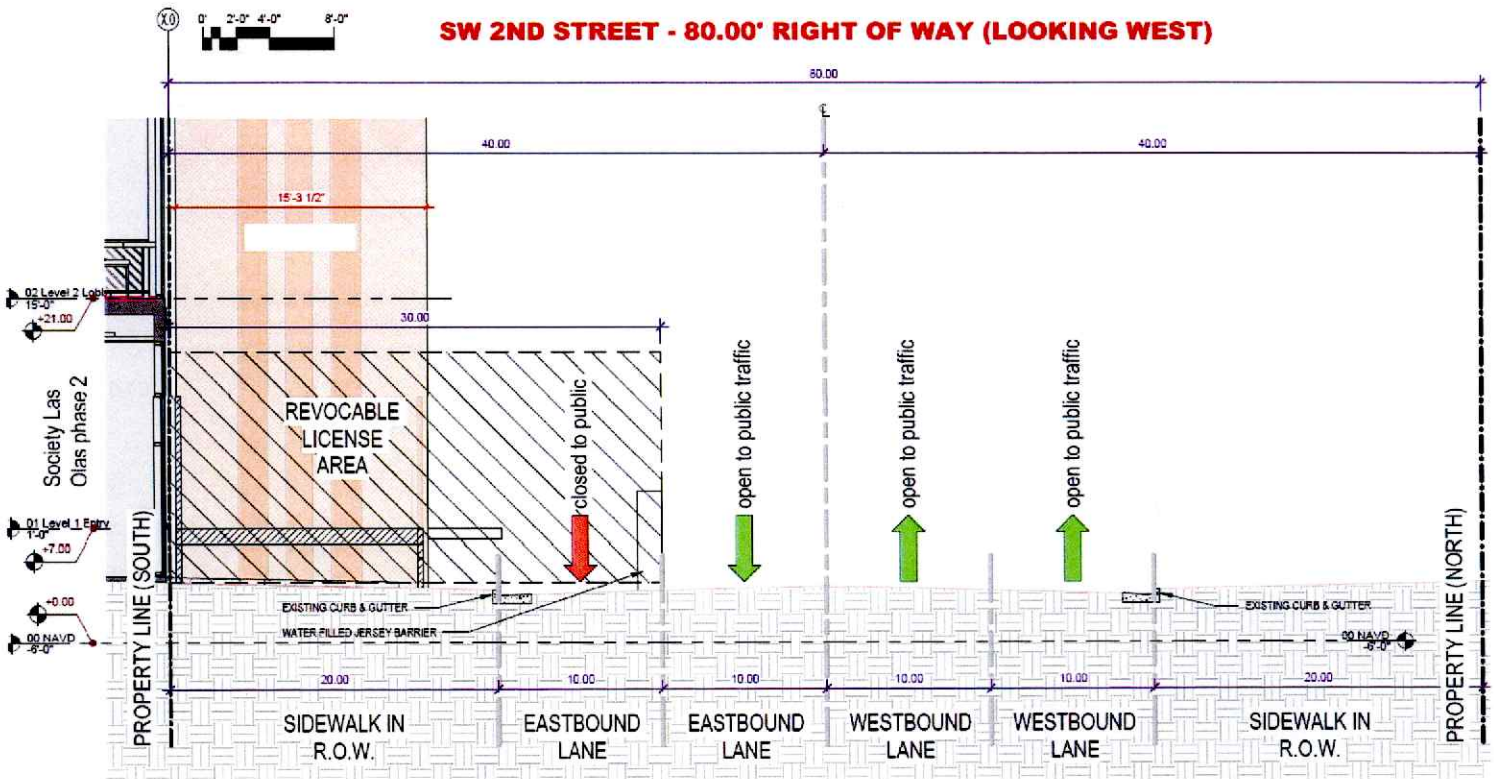 X.0
0' 2'-0" 4'-0" 8'-0"
SW 2ND STREET - 80.00' RIGHT OF WAY (LOOKING WEST)
80.00
40.00
40.00
15'-3 1/2"
02 Level 2 Lobby
15'-0"
+21.00
30.00
Society Las
Olas phase 2
REVOCABLE
LICENSE
AREA
closed to public
open to public traffic
open to public traffic
open to public traffic
01 Level 1 Entry
1'-0"
+7.00
+0.00
00 NAVD
-6'-0"
EXISTING CURB & GUTTER
WATER FILLED JERSEY BARRIER
EXISTING CURB & GUTTER
00 NAVD
-6'-0"
PROPERTY LINE (SOUTH)
PROPERTY LINE (NORTH)
20.00
10.00
10.00
10.00
10.00
20.00
SIDEWALK IN
R.O.W.
EASTBOUND
LANE
EASTBOUND
LANE
WESTBOUND
LANE
WESTBOUND
LANE
SIDEWALK IN
R.O.W.